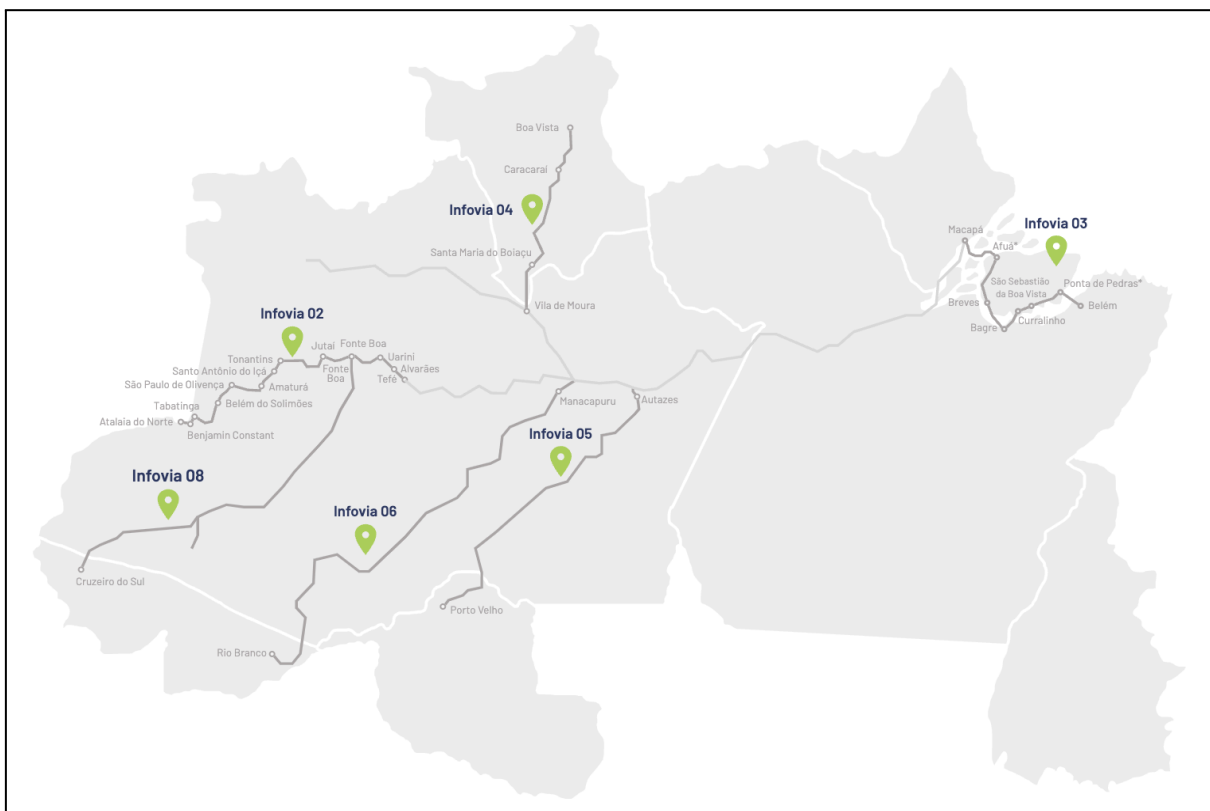 Boa Vista
Caracaraí
Infovia 04
Santa Maria do Boiaçu
Vila de Moura
Infovia 03
Macapá
Afuá*
São Sebastião
da Boa Vista
Ponta de Pedras*
Breves
Belém
Curralinho
Bagre
Infovia 02
Jutaí
Fonte Boa
Tonantins
Uarini
Santo Antônio do Içá
Fonte
Boa
Alvarães
Tefé
São Paulo de Olivença
Amaturá
Belém do Solimões
Tabatinga
Atalaia do Norte
Benjamin Constant
Manacapuru
Autazes
Infovia 05
Infovia 08
Infovia 06
Cruzeiro do Sul
Porto Velho
Rio Branco